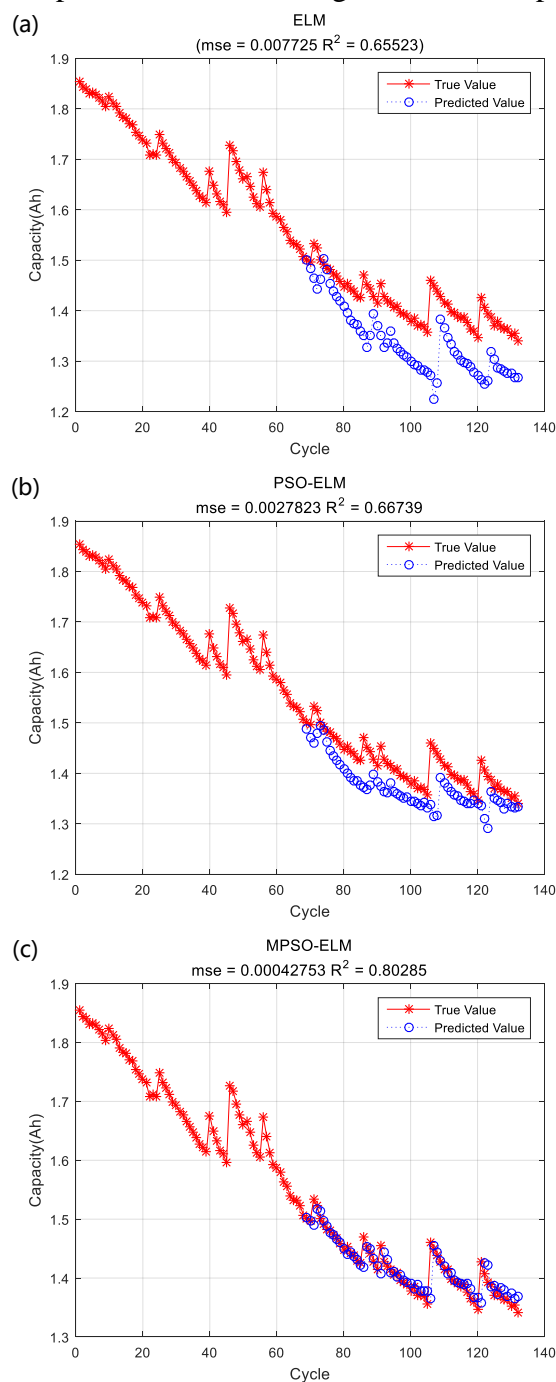 (a)
ELM
(mse = 0.007725 R² = 0.65523)
1.9
1.8
1.7
1.6
1.5
1.4
1.3
1.2
Capacity(Ah)
True Value
Predicted Value
0 20 40 60 80 100 120 140
Cycle
(b)
PSO-ELM
mse = 0.0027823 R² = 0.66739
1.9
1.8
1.7
1.6
1.5
1.4
1.3
1.2
Capacity(Ah)
True Value
Predicted Value
0 20 40 60 80 100 120 140
Cycle
(c)
MPSO-ELM
mse = 0.00042753 R² = 0.80285
1.9
1.8
1.7
1.6
1.5
1.4
1.3
Capacity(Ah)
True Value
Predicted Value
0 20 40 60 80 100 120 140
Cycle